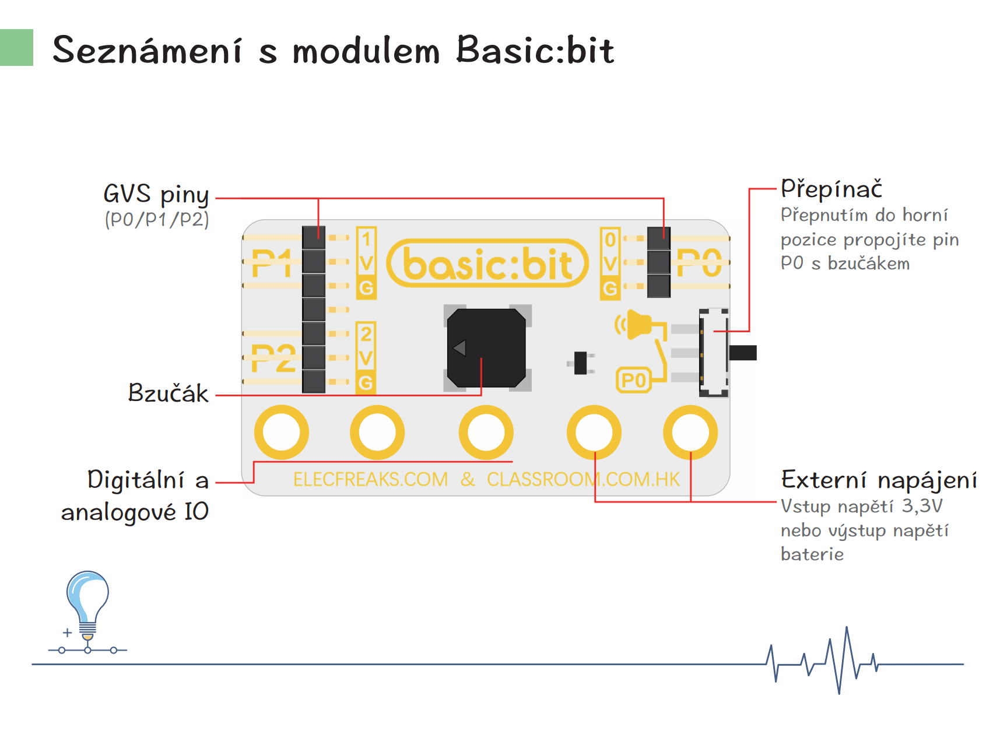 Seznámení s modulem Basic:bit
GVS piny
(P0/P1/P2)
Přepínač
Přepnutím do horní
pozice propojíte pin
P0 s bzučákem
P1
1
V
G
basic:bit
0
V
G
P0
P2
2
V
G
P0
Bzučák
Digitální a
analogové IO
ELECFREAKS.COM & CLASSROOM.COM.HK
Externí napájení
Vstup napětí 3,3V
nebo výstup napětí
baterie